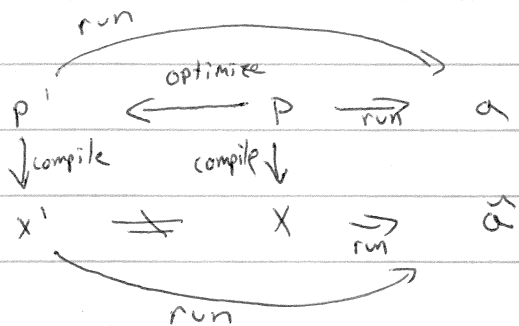 run
optimize
p' ← p → a
run
compile compile
x' ≠ x → ǎ
run
run